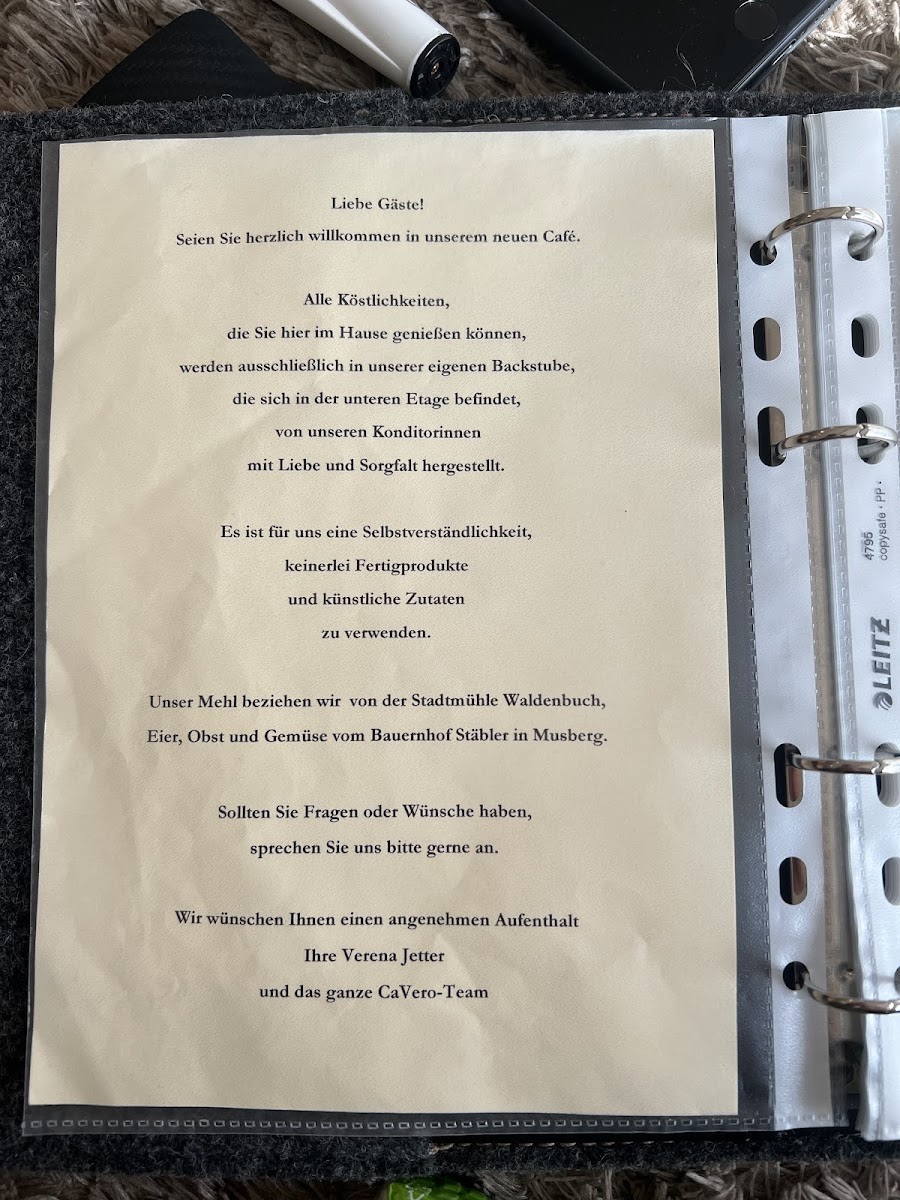 Liebe Gäste!
Seien Sie herzlich willkommen in unserem neuen Café.
Alle Köstlichkeiten,
die Sie hier im Hause genießen können,
werden ausschließlich in unserer eigenen Backstube,
die sich in der unteren Etage befindet,
von unseren Konditorinnen
mit Liebe und Sorgfalt hergestellt.
Es ist für uns eine Selbstverständlichkeit,
keinerlei Fertigprodukte
und künstliche Zutaten
zu verwenden.
Unser Mehl beziehen wir von der Stadtmühle Waldenbuch,
Eier, Obst und Gemüse vom Bauernhof Stäbler in Musberg.
Sollten Sie Fragen oder Wünsche haben,
sprechen Sie uns bitte gerne an.
Wir wünschen Ihnen einen angenehmen Aufenthalt
Ihre Verena Jetter
und das ganze CaVero-Team
4795
copysafe · PP ·
LEITZ